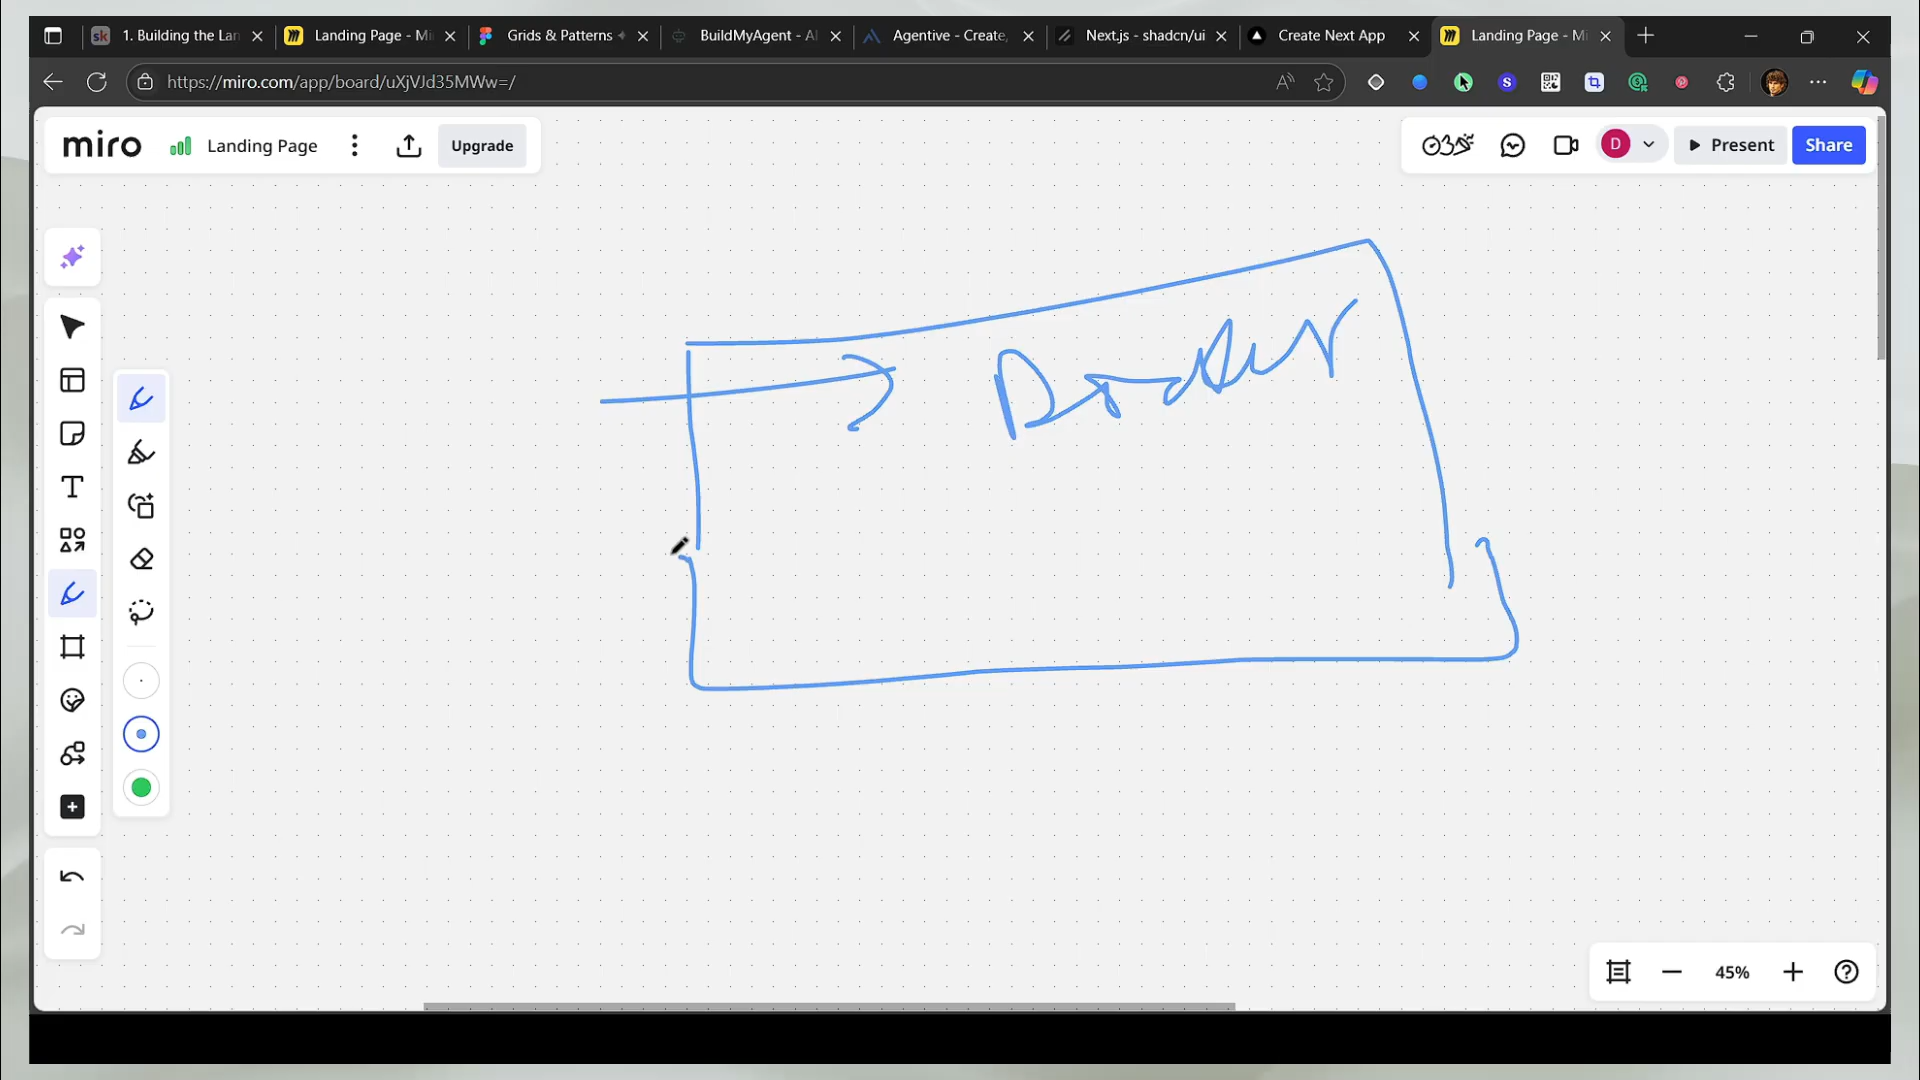 1. Building the Lan
Landing Page - Mi
Grids & Patterns
BuildMyAgent - AI
Agentive - Create,
Next.js - shadcn/ui
Create Next App
Landing Page - Mi
https://miro.com/app/board/uXjVJd35MWw=/
miro
Landing Page
Upgrade
D
Present
Share
45%